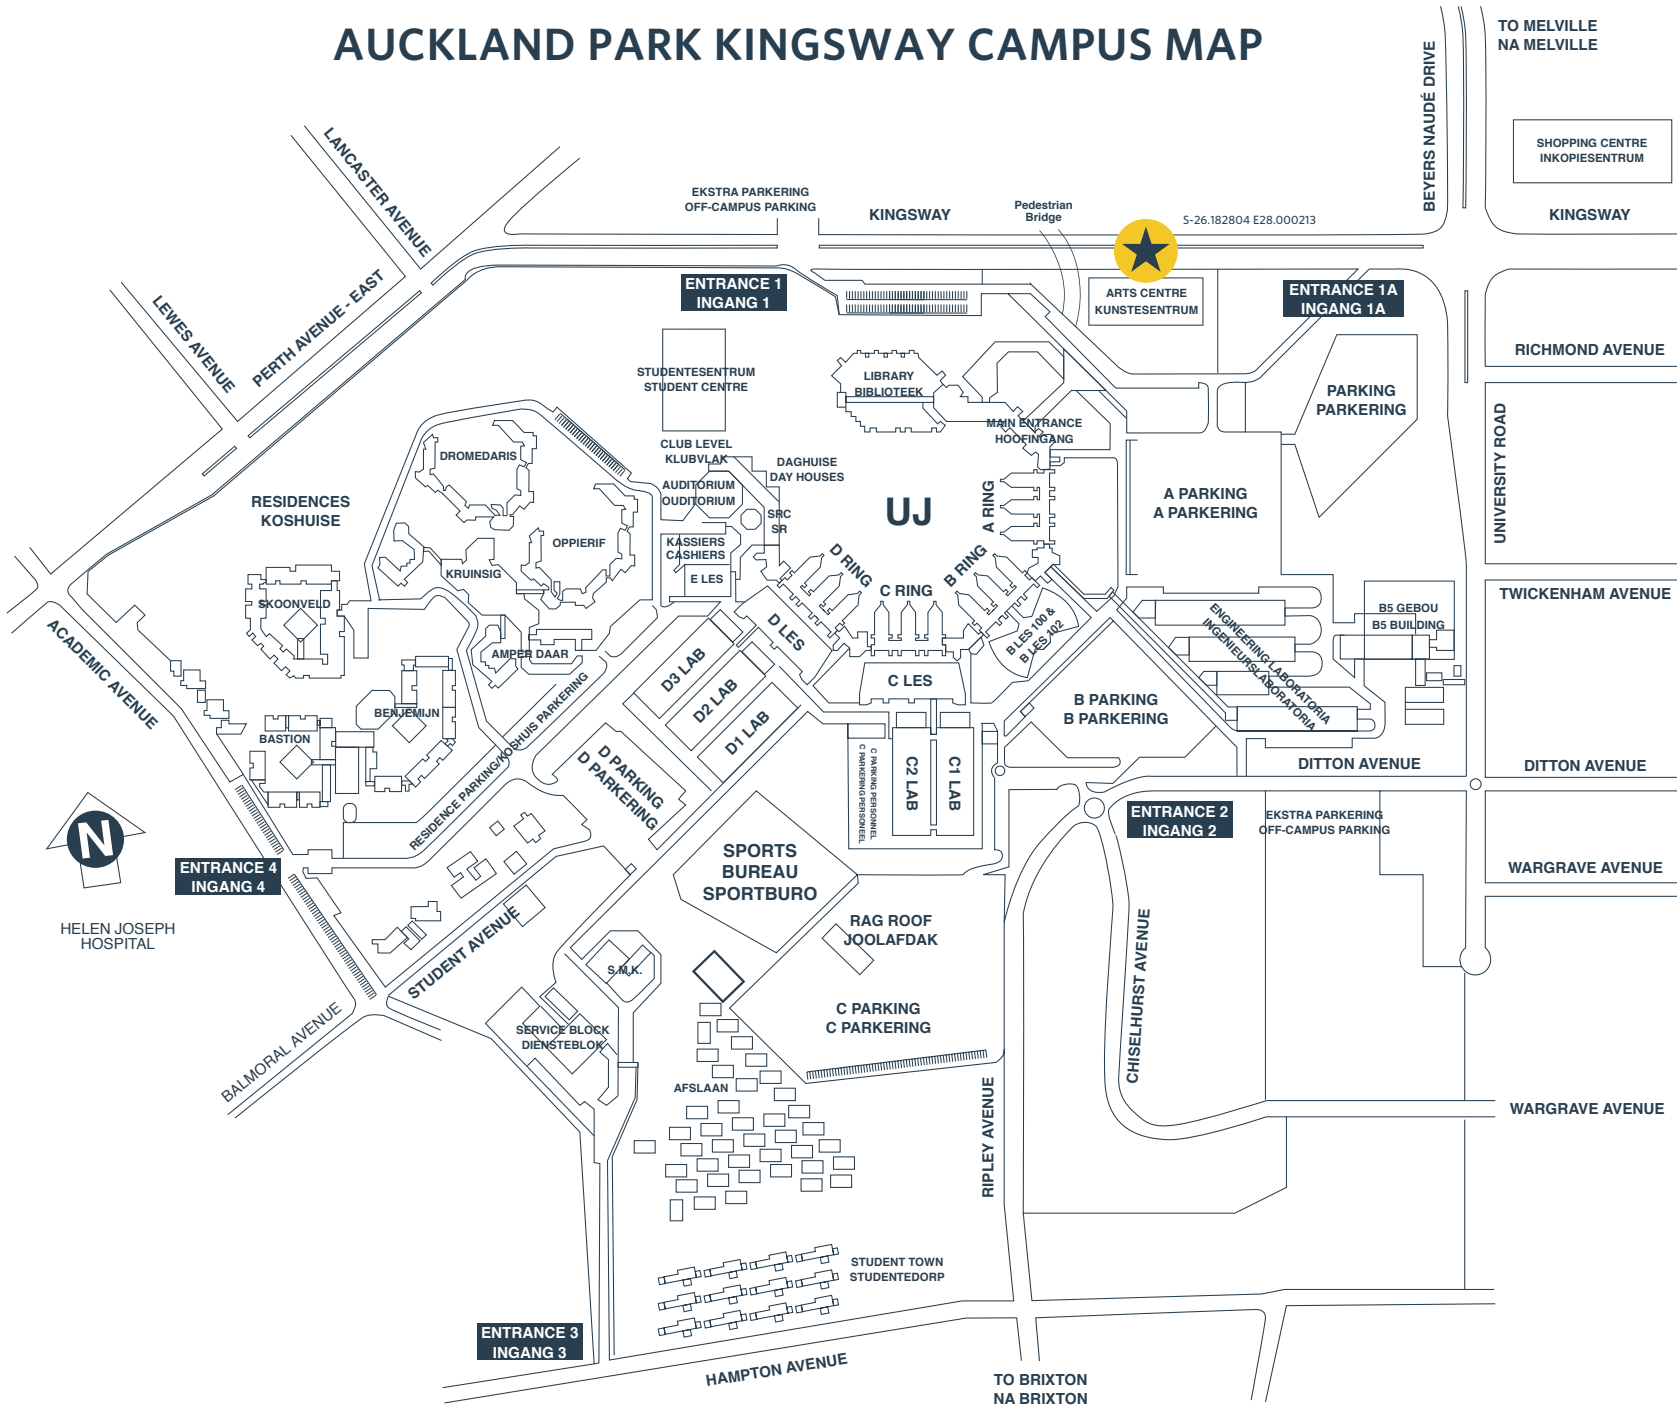 AUCKLAND PARK KINGSWAY CAMPUS MAP
TO MELVILLE
NA MELVILLE
BEYERS NAUDÉ DRIVE
SHOPPING CENTRE
INKOPIESENTRUM
LANCASTER AVENUE
EKSTRA PARKERING
OFF-CAMPUS PARKING
KINGSWAY
Pedestrian
Bridge
S-26.182804 E28.000213
KINGSWAY
LEWES AVENUE
PERTH AVENUE - EAST
ENTRANCE 1
INGANG 1
ARTS CENTRE
KUNSTESENTRUM
ENTRANCE 1A
INGANG 1A
RICHMOND AVENUE
STUDENTESENTRUM
STUDENT CENTRE
LIBRARY
BIBLIOTEEK
PARKING
PARKERING
MAIN ENTRANCE
HOOFINGANG
UNIVERSITY ROAD
CLUB LEVEL
KLUBVLAK
DROMEDARIS
DAGHUISE
DAY HOUSES
AUDITORIUM
OUDITORIUM
RESIDENCES
KOSHUISE
A PARKING
A PARKERING
UJ
A RING
SRC
SR
OPPIERIF
KASSIERS
CASHIERS
D RING
B RING
KRUINSIG
E LES
C RING
TWICKENHAM AVENUE
SKOONVELD
B5 GEBOU
B5 BUILDING
ENGINEERING LABORATORIA
INGENIEURSLABORATORIA
D LES
B LES 100 &
B LES 102
ACADEMIC AVENUE
AMPER DAAR
D3 LAB
C LES
D2 LAB
B PARKING
B PARKERING
BENJEMIJN
D1 LAB
BASTION
RESIDENCE PARKING/KOSHUIS PARKERING
D PARKING
D PARKERING
C PARKING PERSONNEL
C PARKERING PERSONEEL
C2 LAB
C1 LAB
DITTON AVENUE
DITTON AVENUE
N
ENTRANCE 2
INGANG 2
EKSTRA PARKERING
OFF-CAMPUS PARKING
SPORTS
BUREAU
SPORTBURO
ENTRANCE 4
INGANG 4
WARGRAVE AVENUE
HELEN JOSEPH
HOSPITAL
RAG ROOF
JOOLAFDAK
STUDENT AVENUE
CHISELHURST AVENUE
S.M.K.
C PARKING
C PARKERING
SERVICE BLOCK
DIENSTEBLOK
BALMORAL AVENUE
AFSLAAN
WARGRAVE AVENUE
RIPLEY AVENUE
STUDENT TOWN
STUDENTEDORP
ENTRANCE 3
INGANG 3
HAMPTON AVENUE
TO BRIXTON
NA BRIXTON